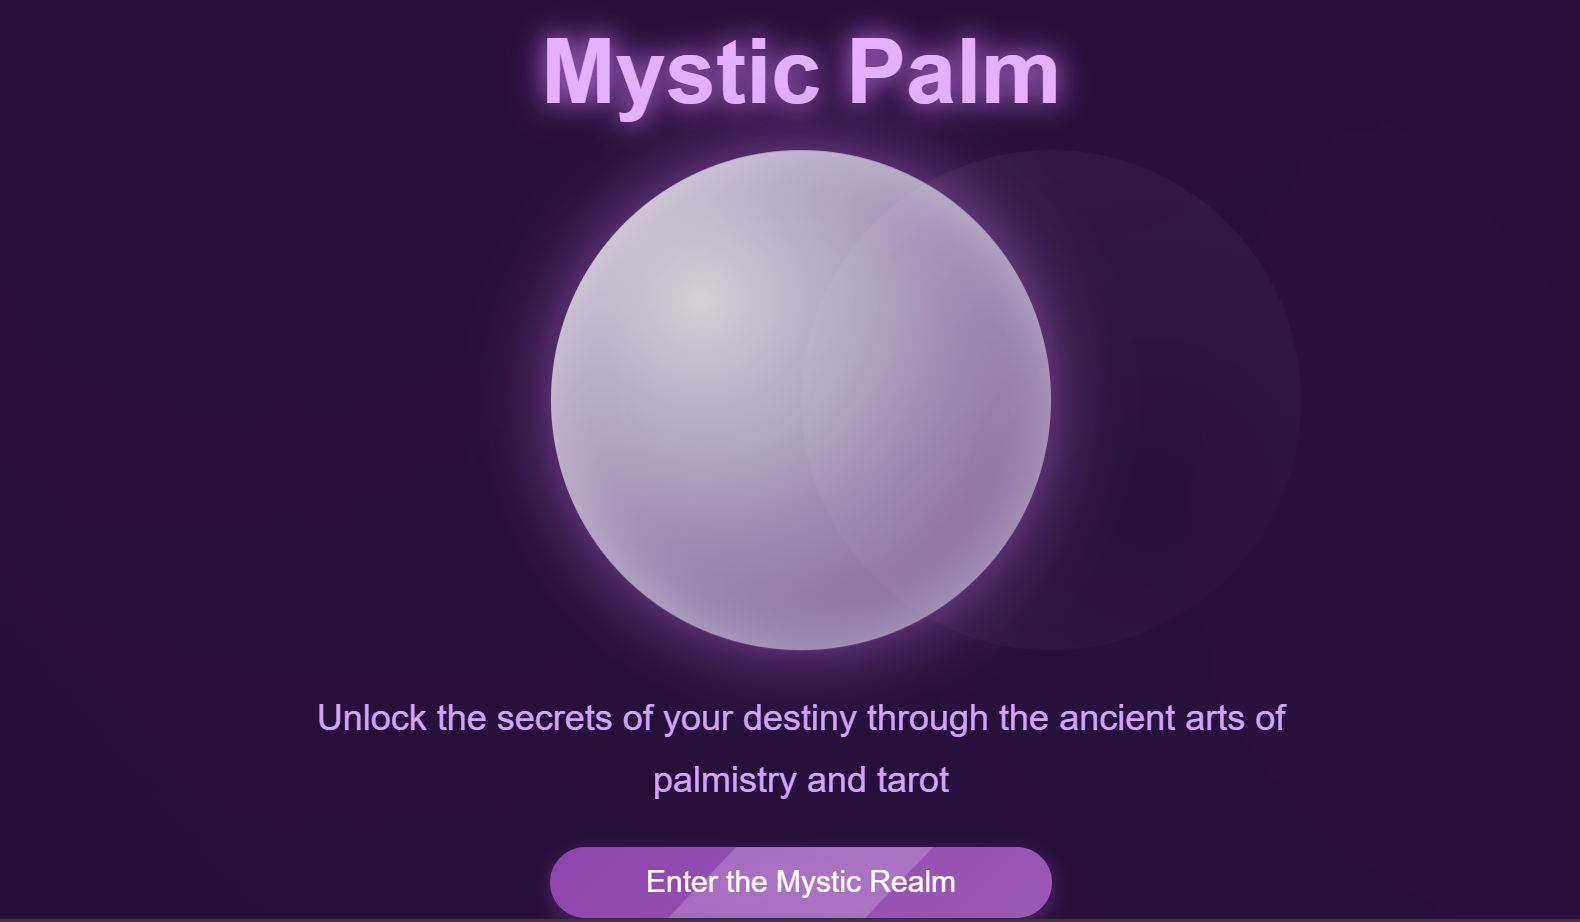 Mystic Palm
Unlock the secrets of your destiny through the ancient arts of
palmistry and tarot
Enter the Mystic Realm